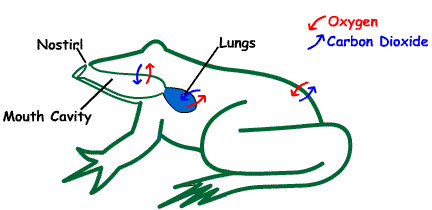 Nostirl
Lungs
Oxygen
Carbon Dioxide
Mouth Cavity